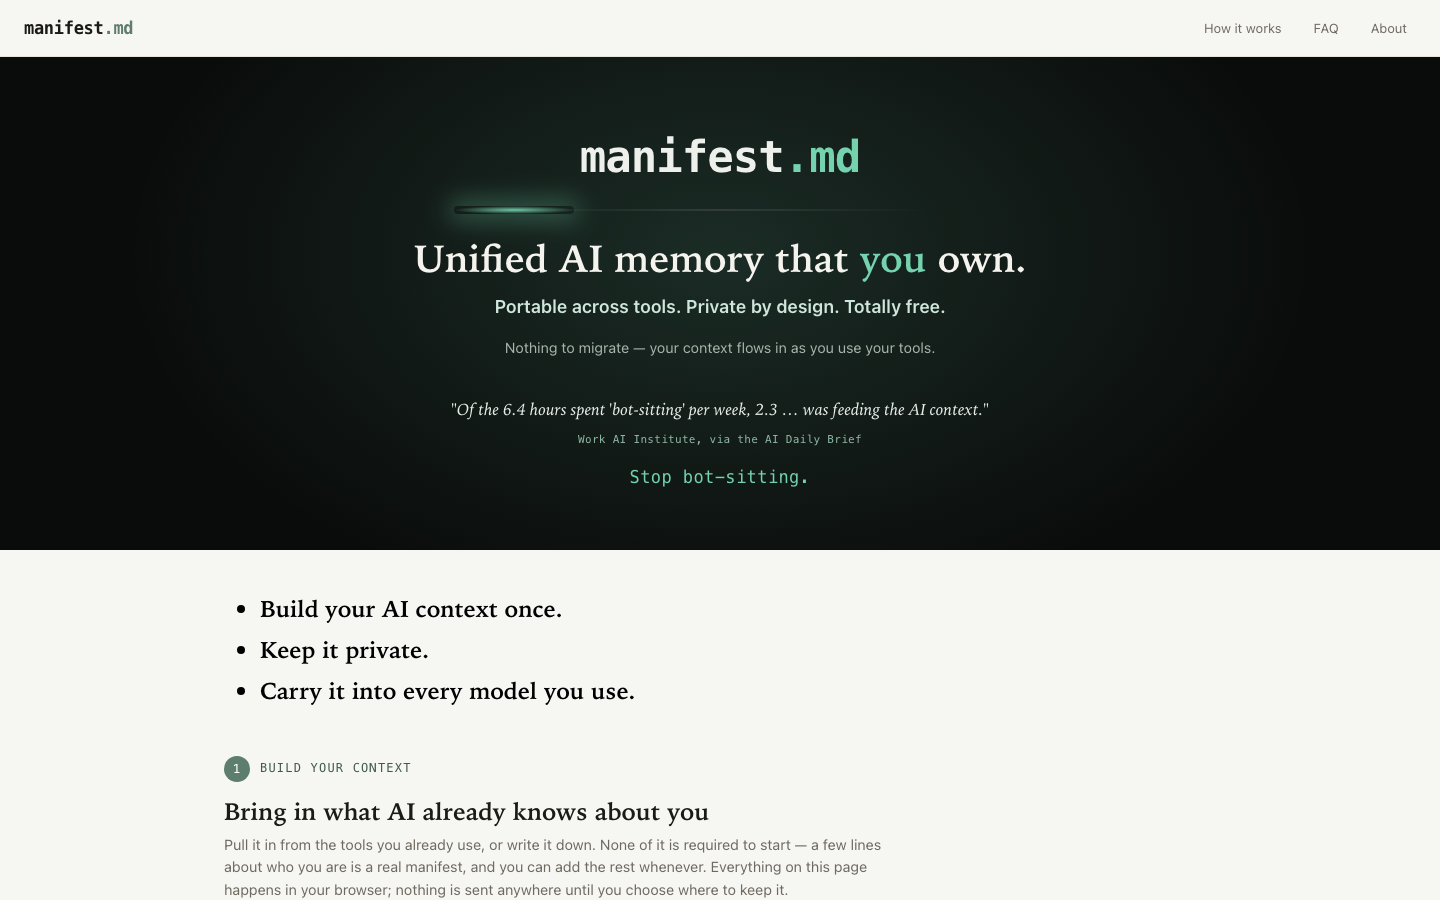 manifest.md
How it works
FAQ
About
manifest.md
Unified AI memory that you own.
Portable across tools. Private by design. Totally free.
Nothing to migrate — your context flows in as you use your tools.
"Of the 6.4 hours spent 'bot-sitting' per week, 2.3 … was feeding the AI context."
Work AI Institute, via the AI Daily Brief
Stop bot-sitting.
• Build your AI context once.
• Keep it private.
• Carry it into every model you use.
1 BUILD YOUR CONTEXT
Bring in what AI already knows about you
Pull it in from the tools you already use, or write it down. None of it is required to start — a few lines
about who you are is a real manifest, and you can add the rest whenever. Everything on this page
happens in your browser; nothing is sent anywhere until you choose where to keep it.